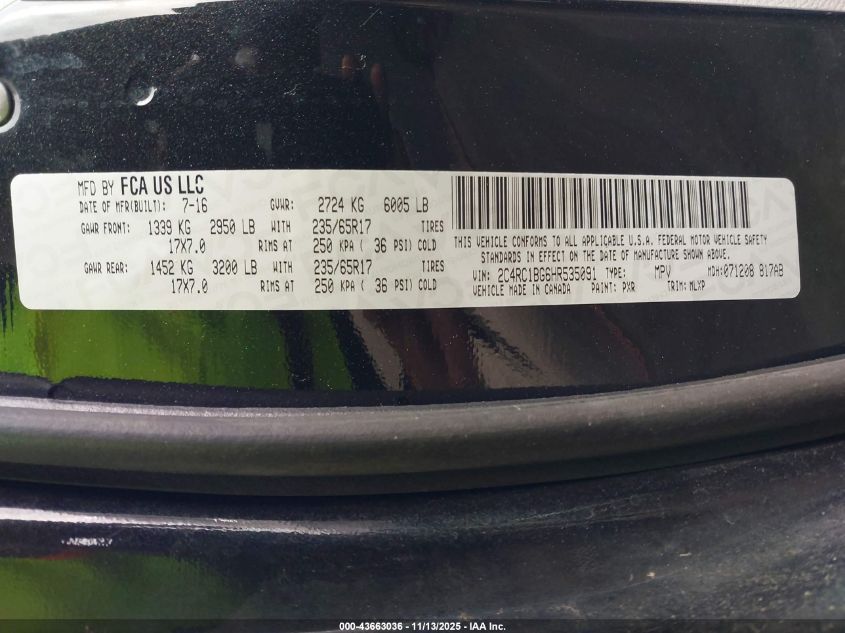 MFD BY FCA US LLC
DATE OF MFR(BUILT): 7-16 GVWR: 2724 KG 6005 LB
GAWR FRONT: 1339 KG 2950 LB WITH 235/65R17 TIRES
17X7.0 RIMS AT 250 KPA ( 36 PSI) COLD
GAWR REAR: 1452 KG 3200 LB WITH 235/65R17 TIRES
17X7.0 RIMS AT 250 KPA ( 36 PSI) COLD
THIS VEHICLE CONFORMS TO ALL APPLICABLE U.S.A. FEDERAL MOTOR VEHICLE SAFETY
STANDARDS IN EFFECT ON THE DATE OF MANUFACTURE SHOWN ABOVE.
VIN: 2C4RC1BG6HR535091 TYPE: MPV MDH:071208 817AB
VEHICLE MADE IN CANADA PAINT: PXR TRIM: MLXP
000-43663036 - 11/13/2025 - IAA, Inc.